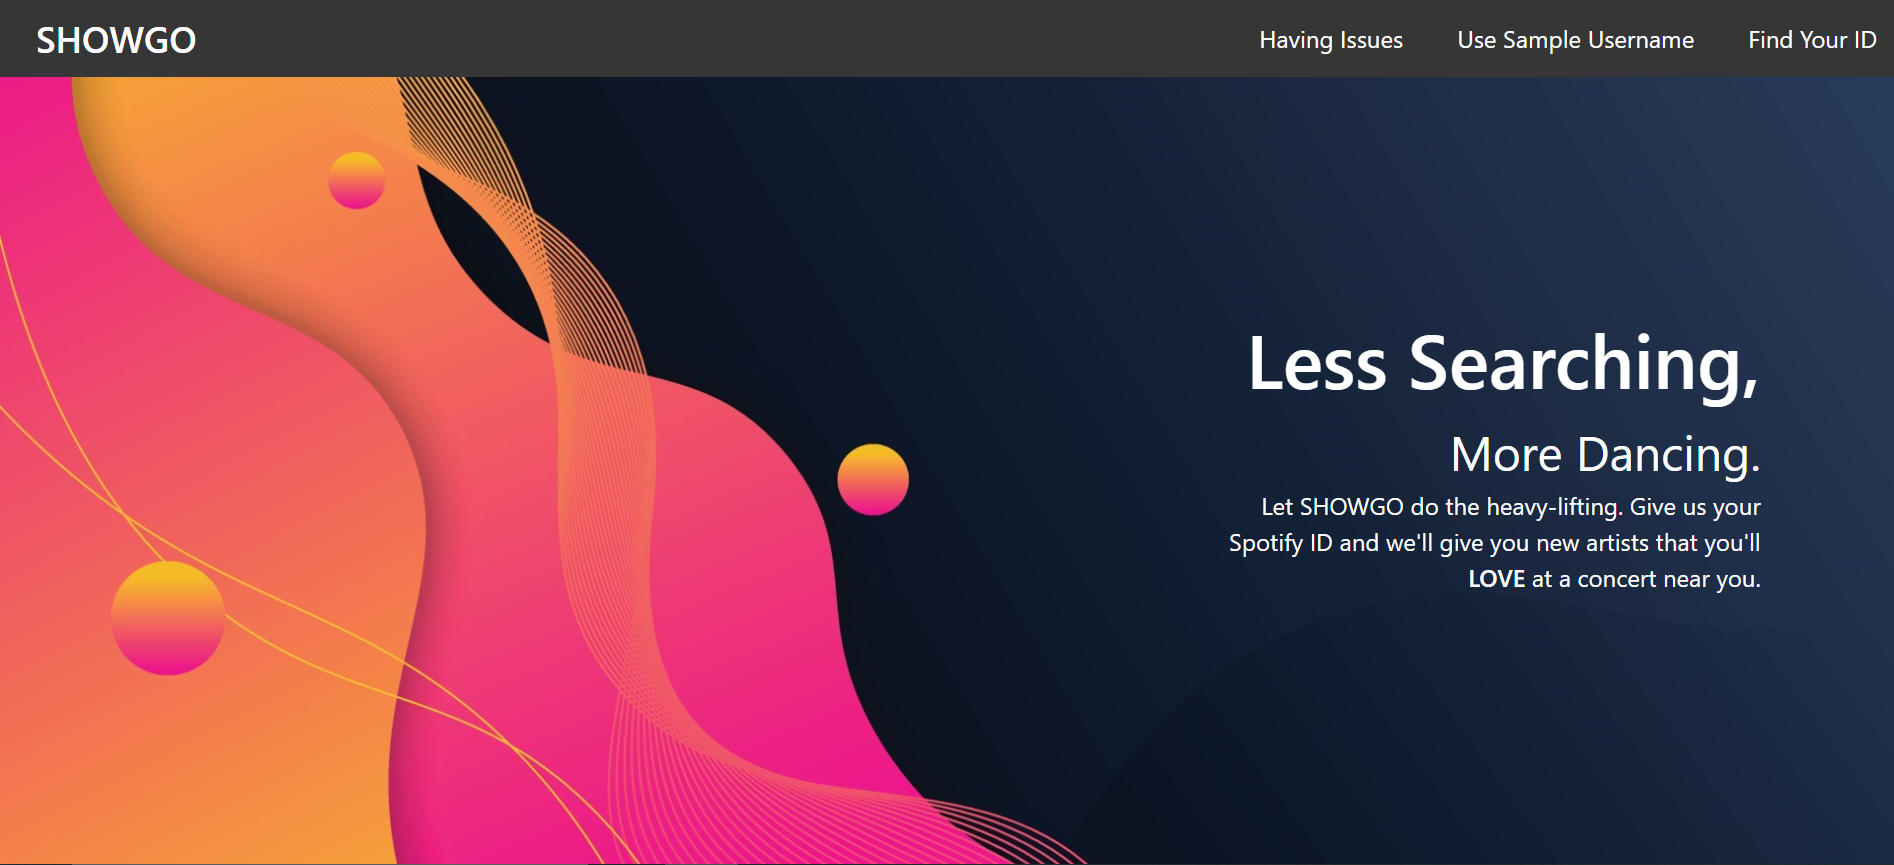 SHOWGO
Having Issues
Use Sample Username
Find Your ID
Less Searching,
More Dancing.
Let SHOWGO do the heavy-lifting. Give us your
Spotify ID and we'll give you new artists that you'll
LOVE at a concert near you.